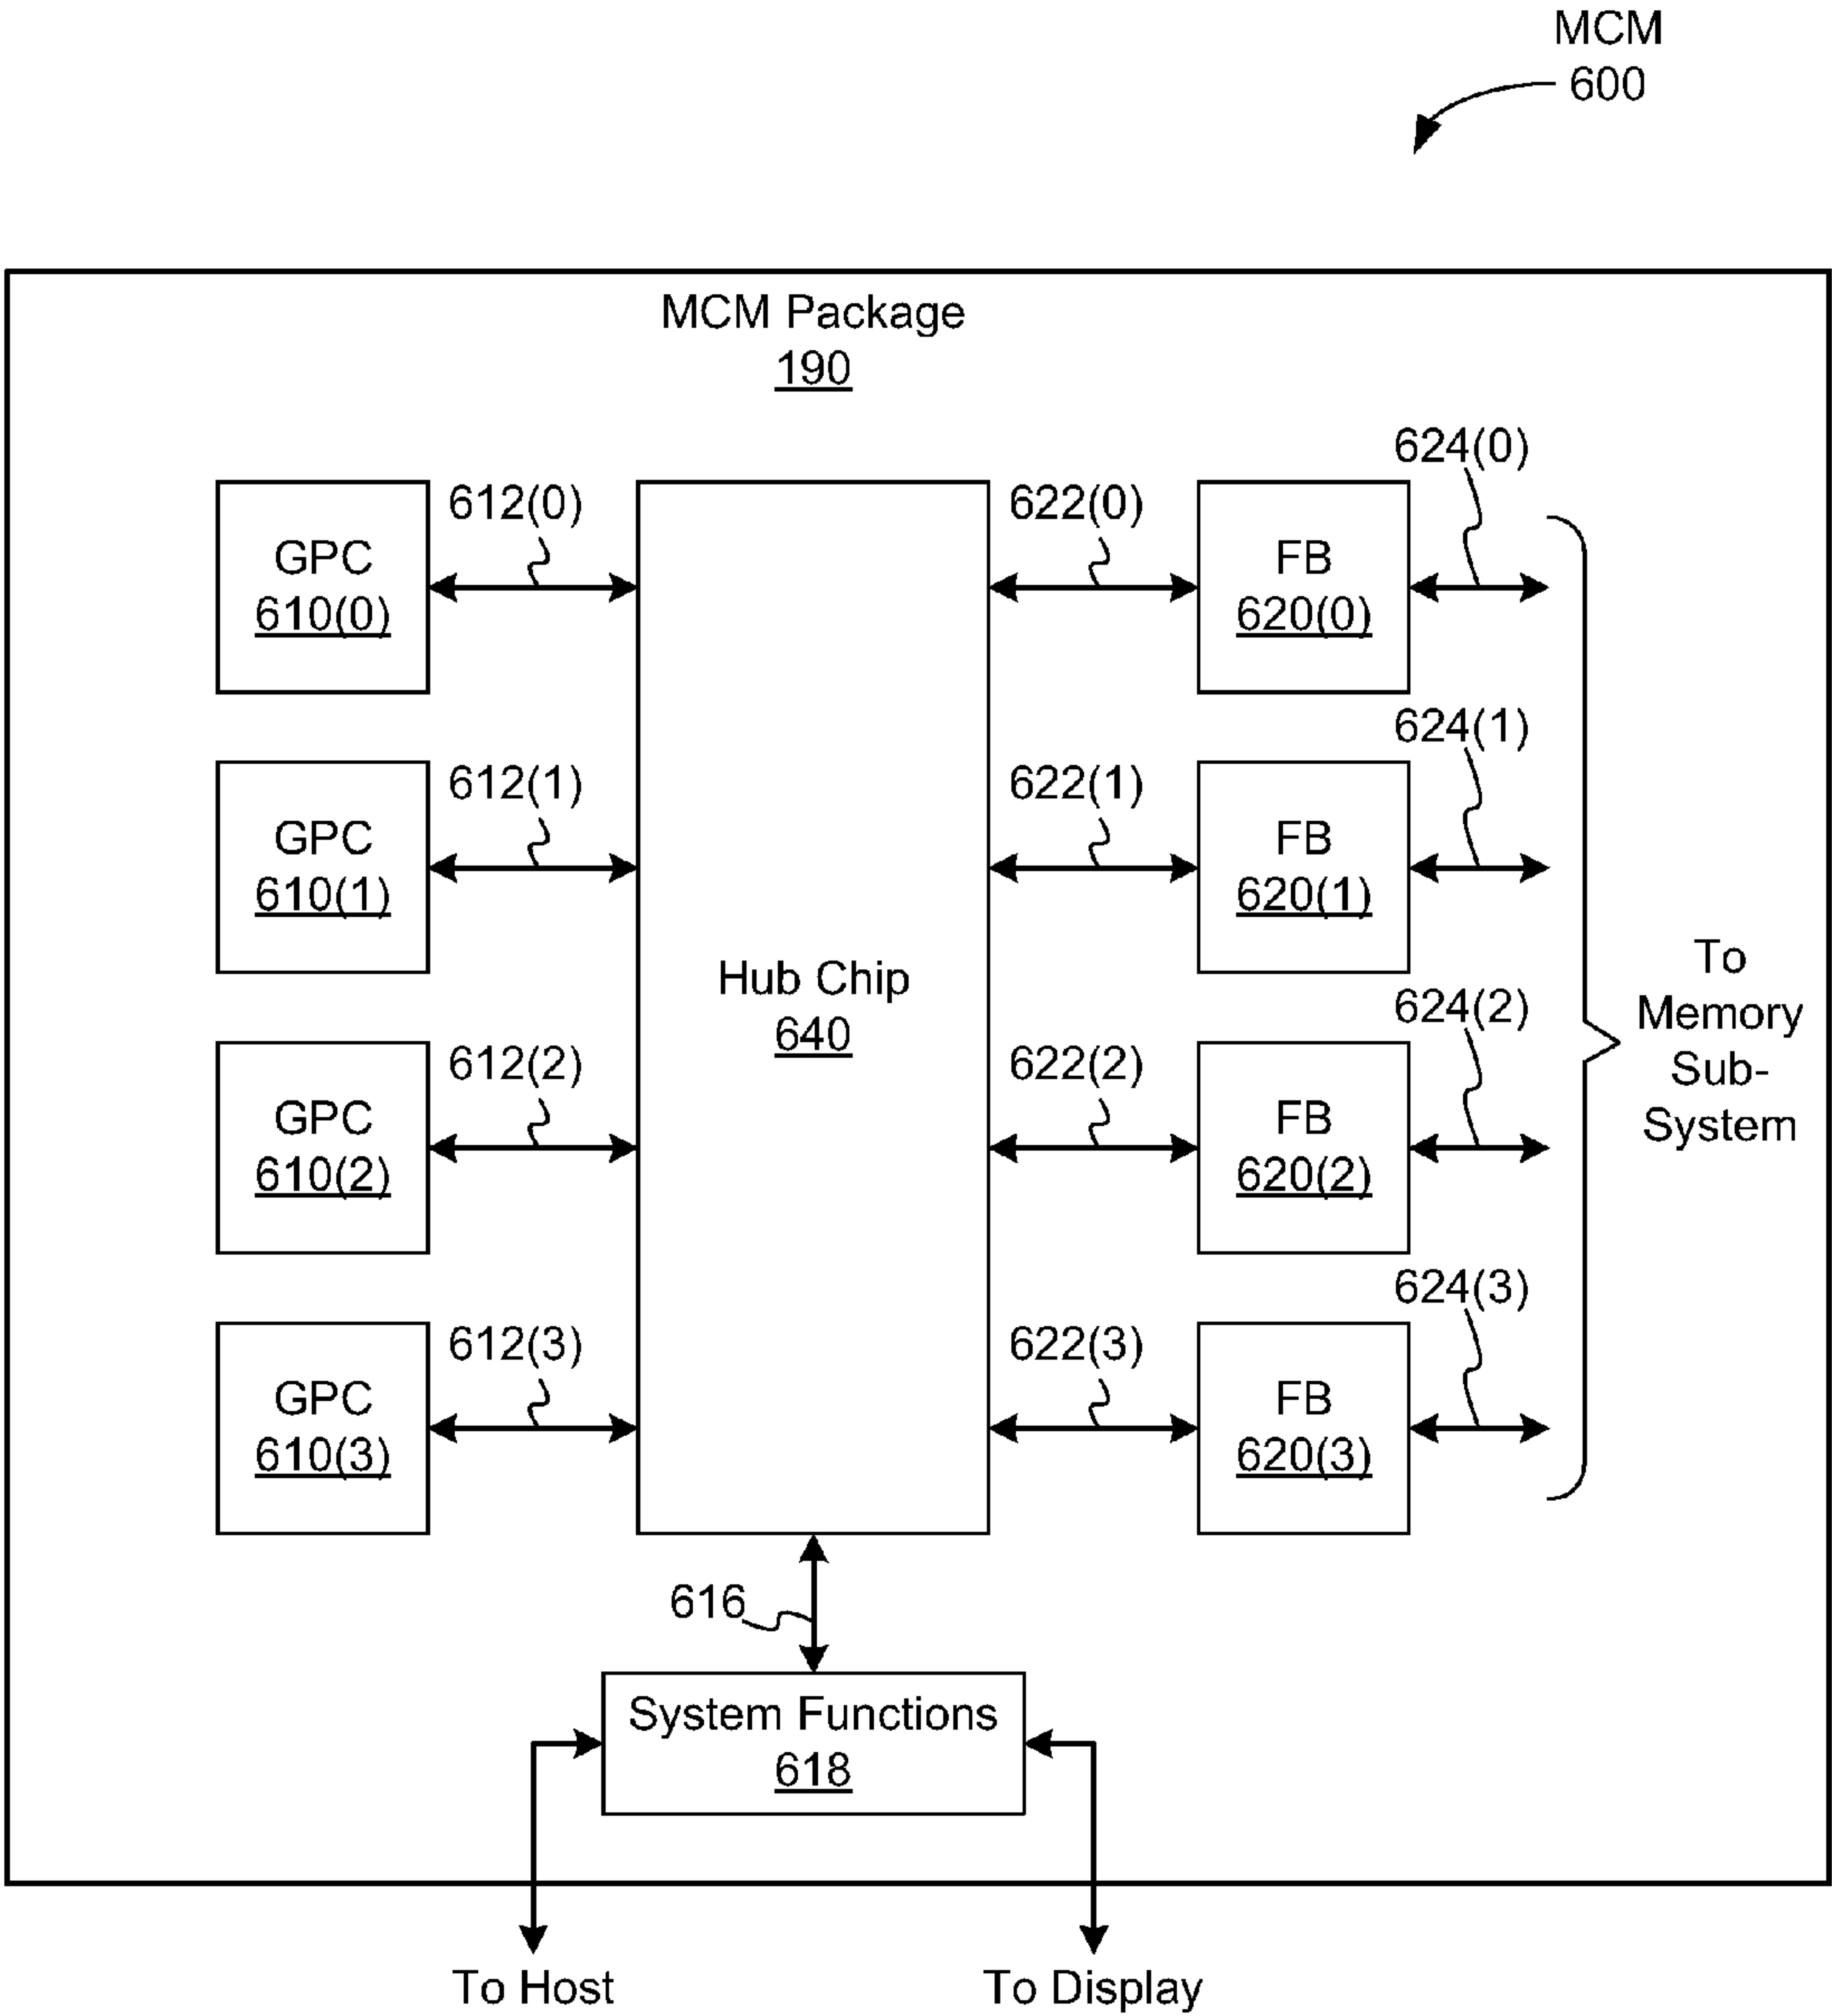 MCM
600
MCM Package
190
624(0)
612(0)
622(0)
GPC
610(0)
FB
620(0)
624(1)
612(1)
622(1)
GPC
610(1)
FB
620(1)
Hub Chip
640
To
Memory
Sub-
System
624(2)
612(2)
622(2)
GPC
610(2)
FB
620(2)
624(3)
612(3)
622(3)
GPC
610(3)
FB
620(3)
616
System Functions
618
To Host
To Display